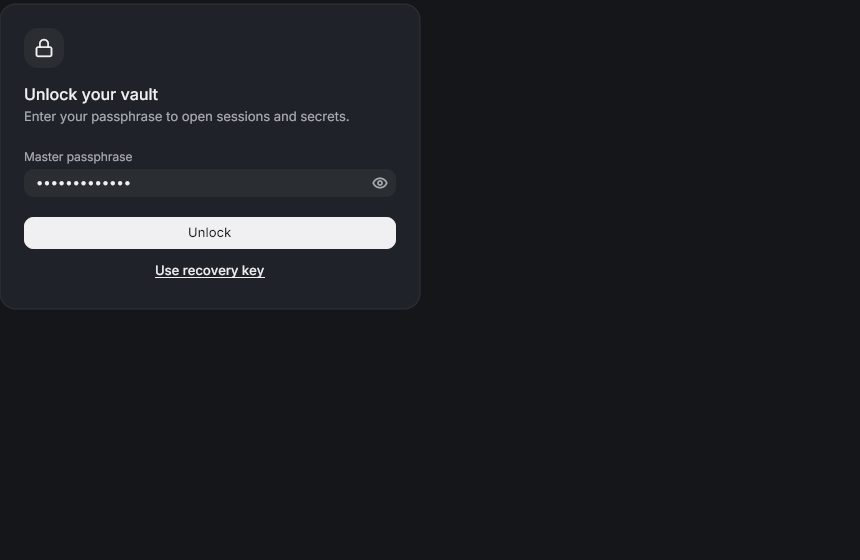 Unlock your vault
Enter your passphrase to open sessions and secrets.
Master passphrase
•••••••••••••
Unlock
Use recovery key